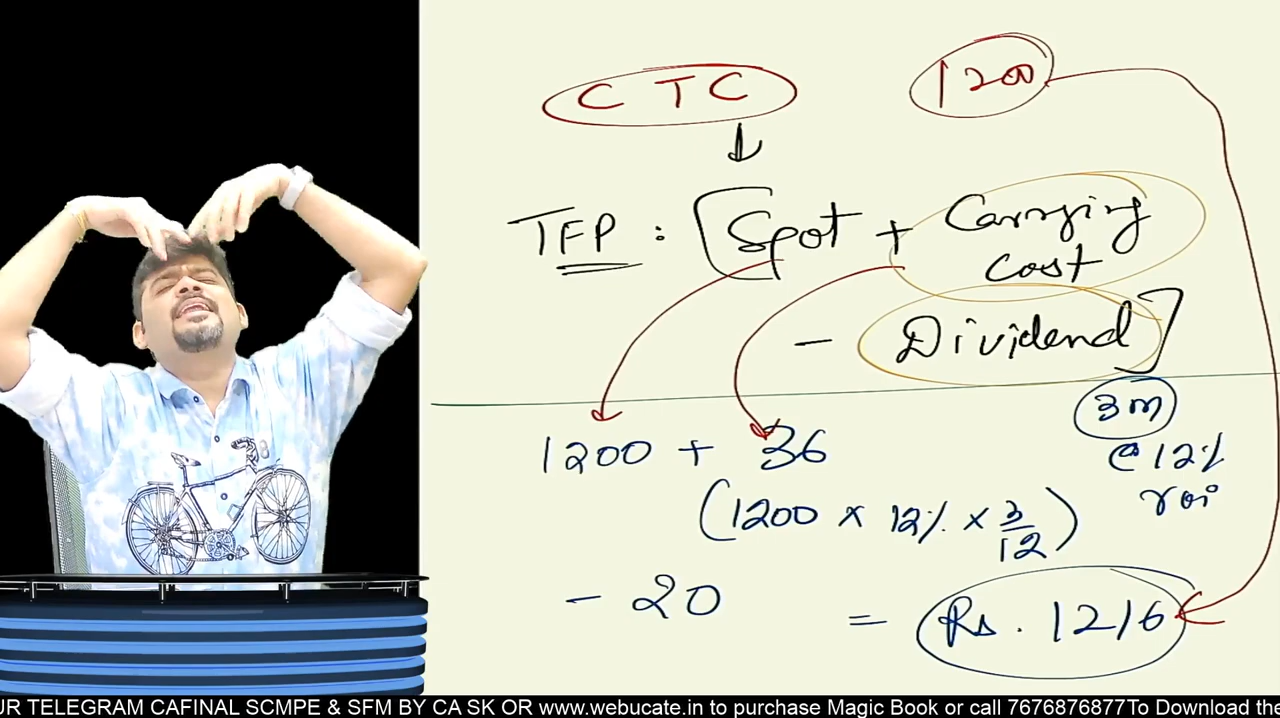 CTC
1200
↓
TFP : [Spot + Carrying
cost
- Dividend]
3m
@ 12%
roi
1200 + 36
(1200 × 12% × 3/12)
- 20 = Rs. 1216
UR TELEGRAM CAFINAL SCMPE & SFM BY CA SK OR www.webucate.in to purchase Magic Book or call 7676876877To Download the